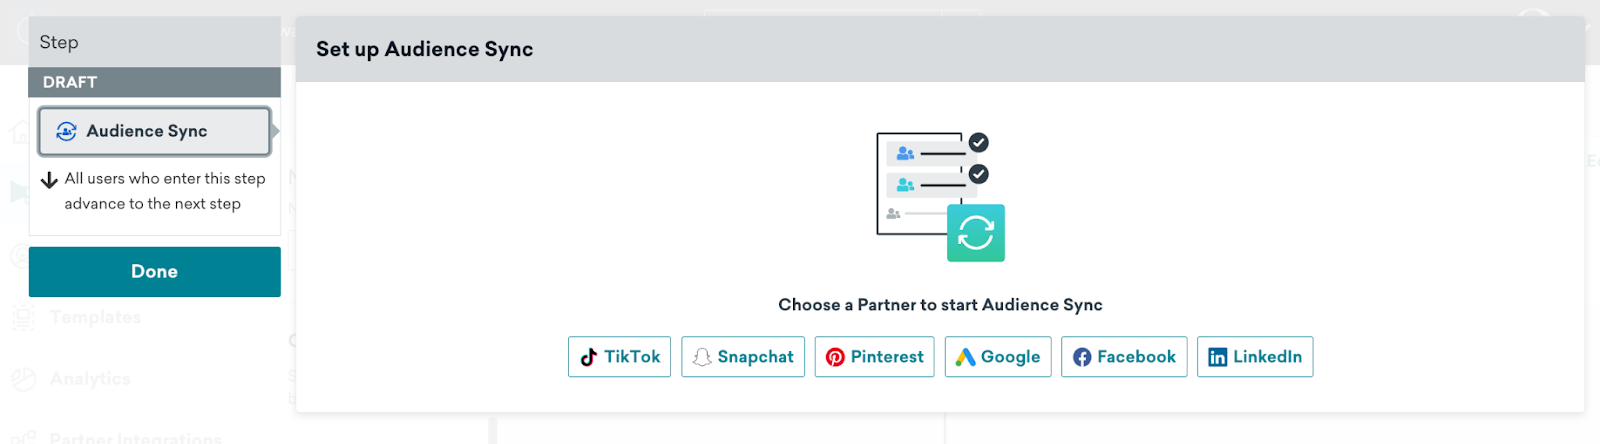 Step
DRAFT
Audience Sync
All users who enter this step
advance to the next step
Done
Templates
Analytics
Partner Integrations
Set up Audience Sync
Choose a Partner to start Audience Sync
TikTok
Snapchat
Pinterest
Google
Facebook
LinkedIn